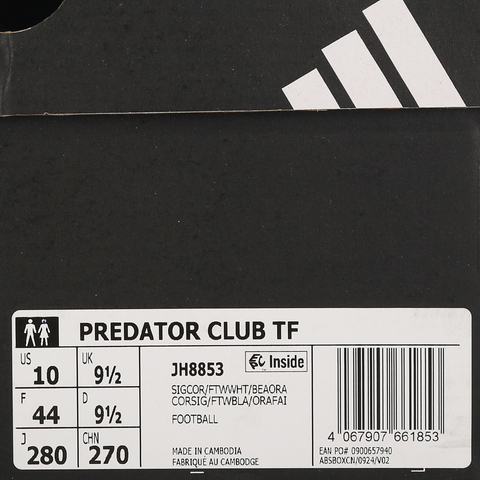 PREDATOR CLUB TF
US 10 UK 9½
F 44 D 9½
J 280 CHN 270
JH8853
Inside
SIGCOR/FTWWHT/BEAORA
CORSIG/FTWBLA/ORAFAI
FOOTBALL
MADE IN CAMBODIA
FABRIQUÉ AU CAMBODGE
4 067907 661853
EAN PO# 0900657940
ABSBOXCN/0924/V02